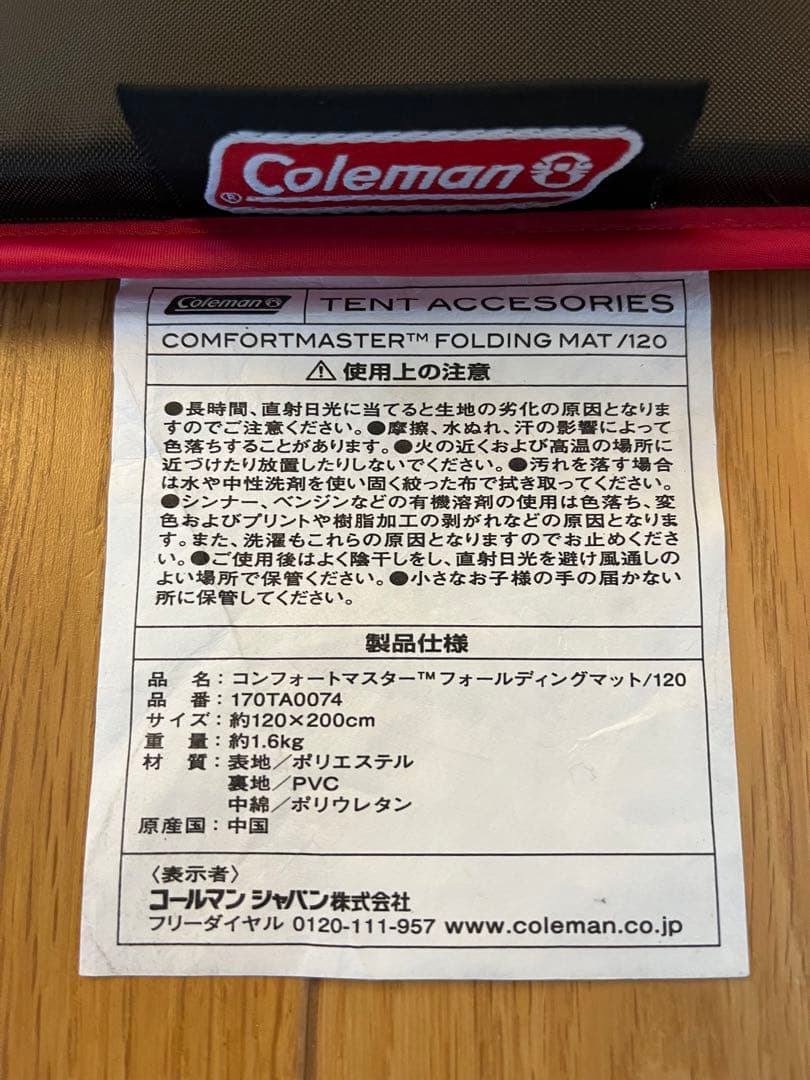 Coleman
®
Coleman TENT ACCESORIES
COMFORTMASTER™ FOLDING MAT /120
⚠ 使用上の注意
●長時間、直射日光に当てると生地の劣化の原因となりま
すのでご注意ください。●摩擦、水ぬれ、汗の影響によって
色落ちすることがあります。●火の近くおよび高温の場所に
近づけたり放置したりしないでください。●汚れを落す場合
は水や中性洗剤を使い固く絞った布で拭き取ってください。
●シンナー、ベンジンなどの有機溶剤の使用は色落ち、変
色およびプリントや樹脂加工の剥がれなどの原因となりま
す。また、洗濯もこれらの原因となりますのでお止めくださ
い。●ご使用後はよく陰干しをし、直射日光を避け風通しの
よい場所で保管ください。●小さなお子様の手の届かない
所に保管してください。
製品仕様
品 名：コンフォートマスター™フォールディングマット/120
品 番：170TA0074
サイズ：約120×200cm
重 量：約1.6kg
材 質：表地／ポリエステル
裏地／PVC
中綿／ポリウレタン
原産国：中国
〈表示者〉
コールマン ジャパン株式会社
フリーダイヤル 0120-111-957 www.coleman.co.jp